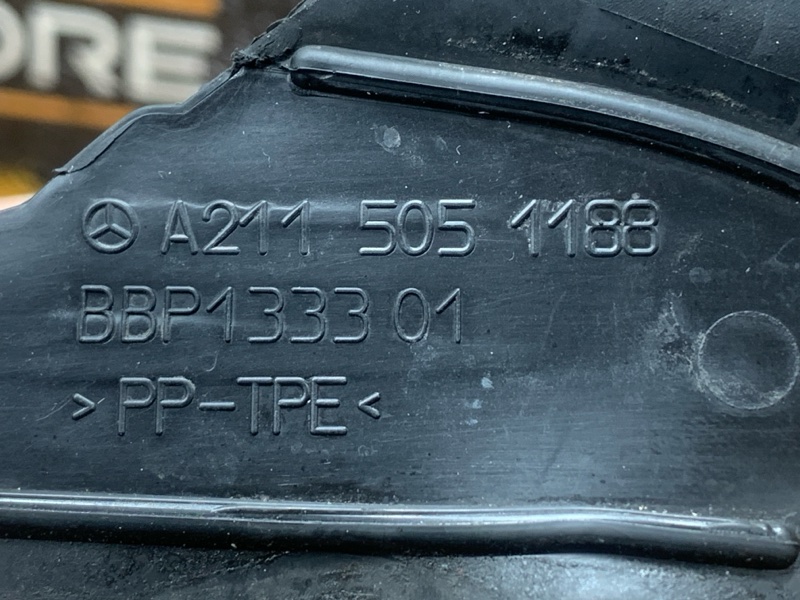 ORE
A211 505 1188
BBP1333 01
>PP-TPE<